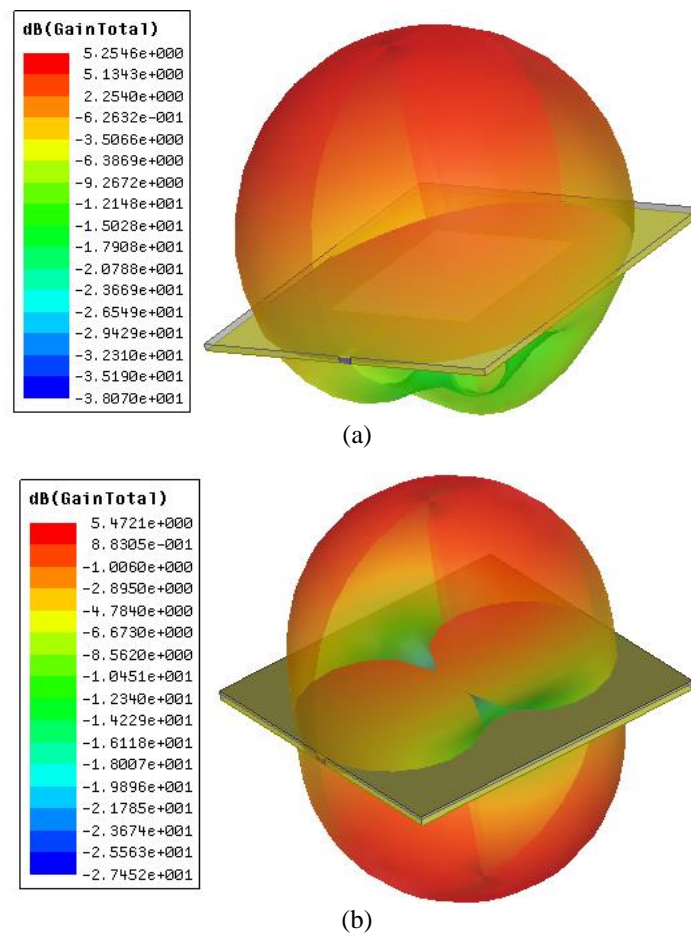 dB(GainTotal)
5.2546e+000
5.1343e+000
2.2540e+000
-6.2632e-001
-3.5066e+000
-6.3869e+000
-9.2672e+000
-1.2148e+001
-1.5028e+001
-1.7908e+001
-2.0788e+001
-2.3669e+001
-2.6549e+001
-2.9429e+001
-3.2310e+001
-3.5190e+001
-3.8070e+001
(a)
dB(GainTotal)
5.4721e+000
8.8305e-001
-1.0060e+000
-2.8950e+000
-4.7840e+000
-6.6730e+000
-8.5620e+000
-1.0451e+001
-1.2340e+001
-1.4229e+001
-1.6118e+001
-1.8007e+001
-1.9896e+001
-2.1785e+001
-2.3674e+001
-2.5563e+001
-2.7452e+001
(b)